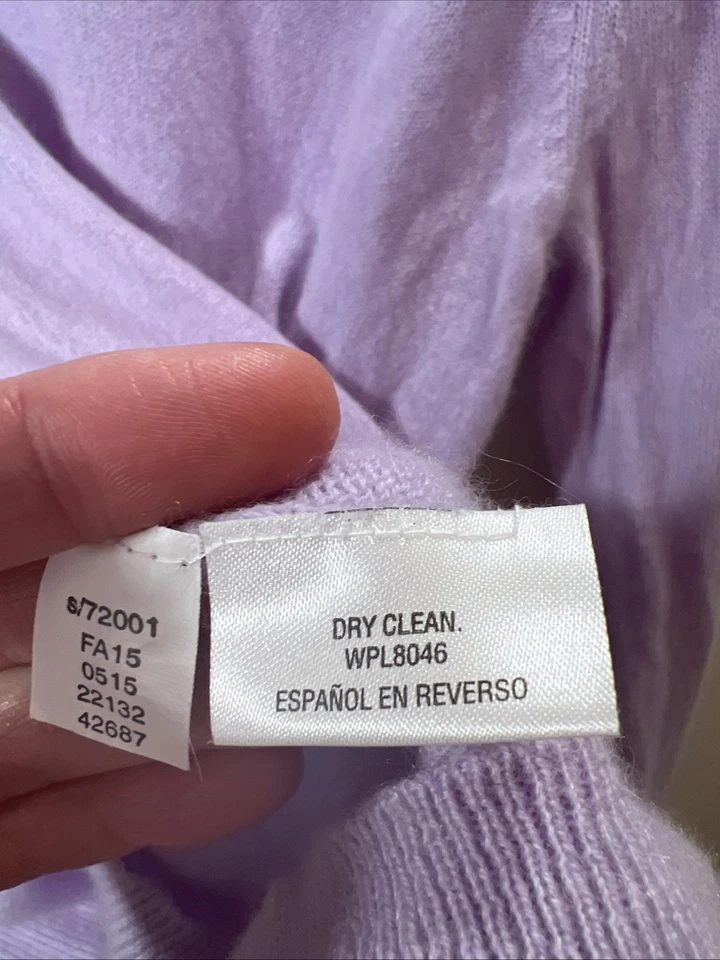 s/72001
FA15
0515
22132
42687
DRY CLEAN.
WPL8046
ESPAÑOL EN REVERSO